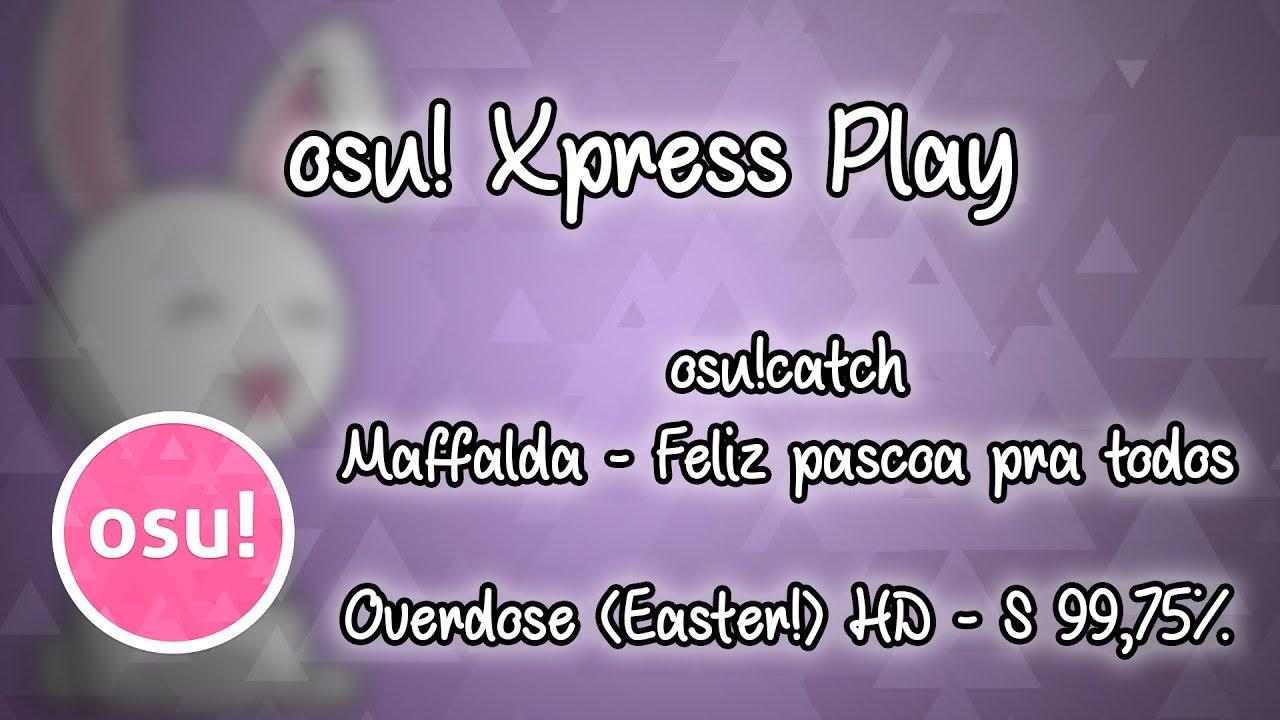 osu! Xpress Play
osu!catch
Maffalda - Feliz pascoa pra todos
osu!
Overdose (Easter!) HD - S 99,75%